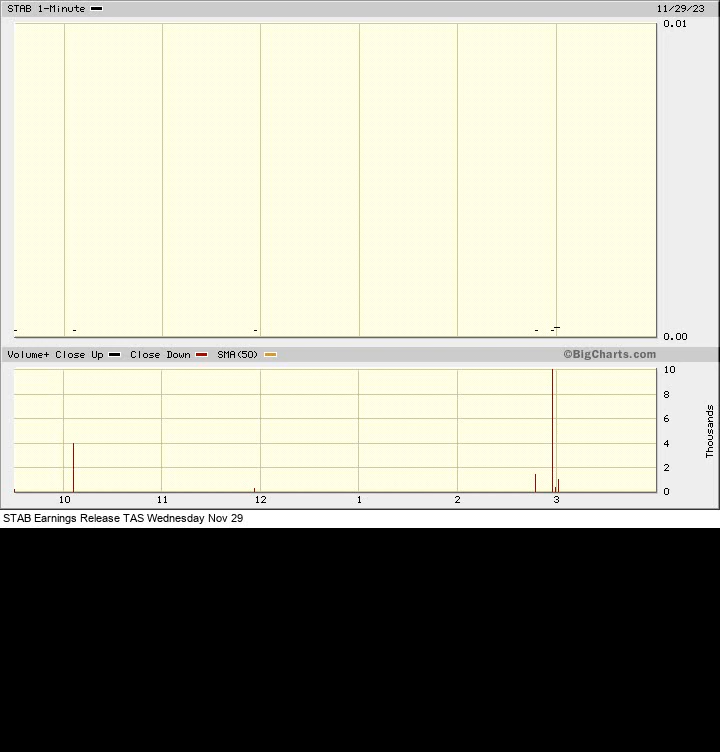 STAB 1-Minute 11/29/23
0.01
0.00
Volume+ Close Up Close Down SMA(50) ©BigCharts.com
10
8
6
4
2
0
Thousands
10 11 12 1 2 3
STAB Earnings Release TAS Wednesday Nov 29